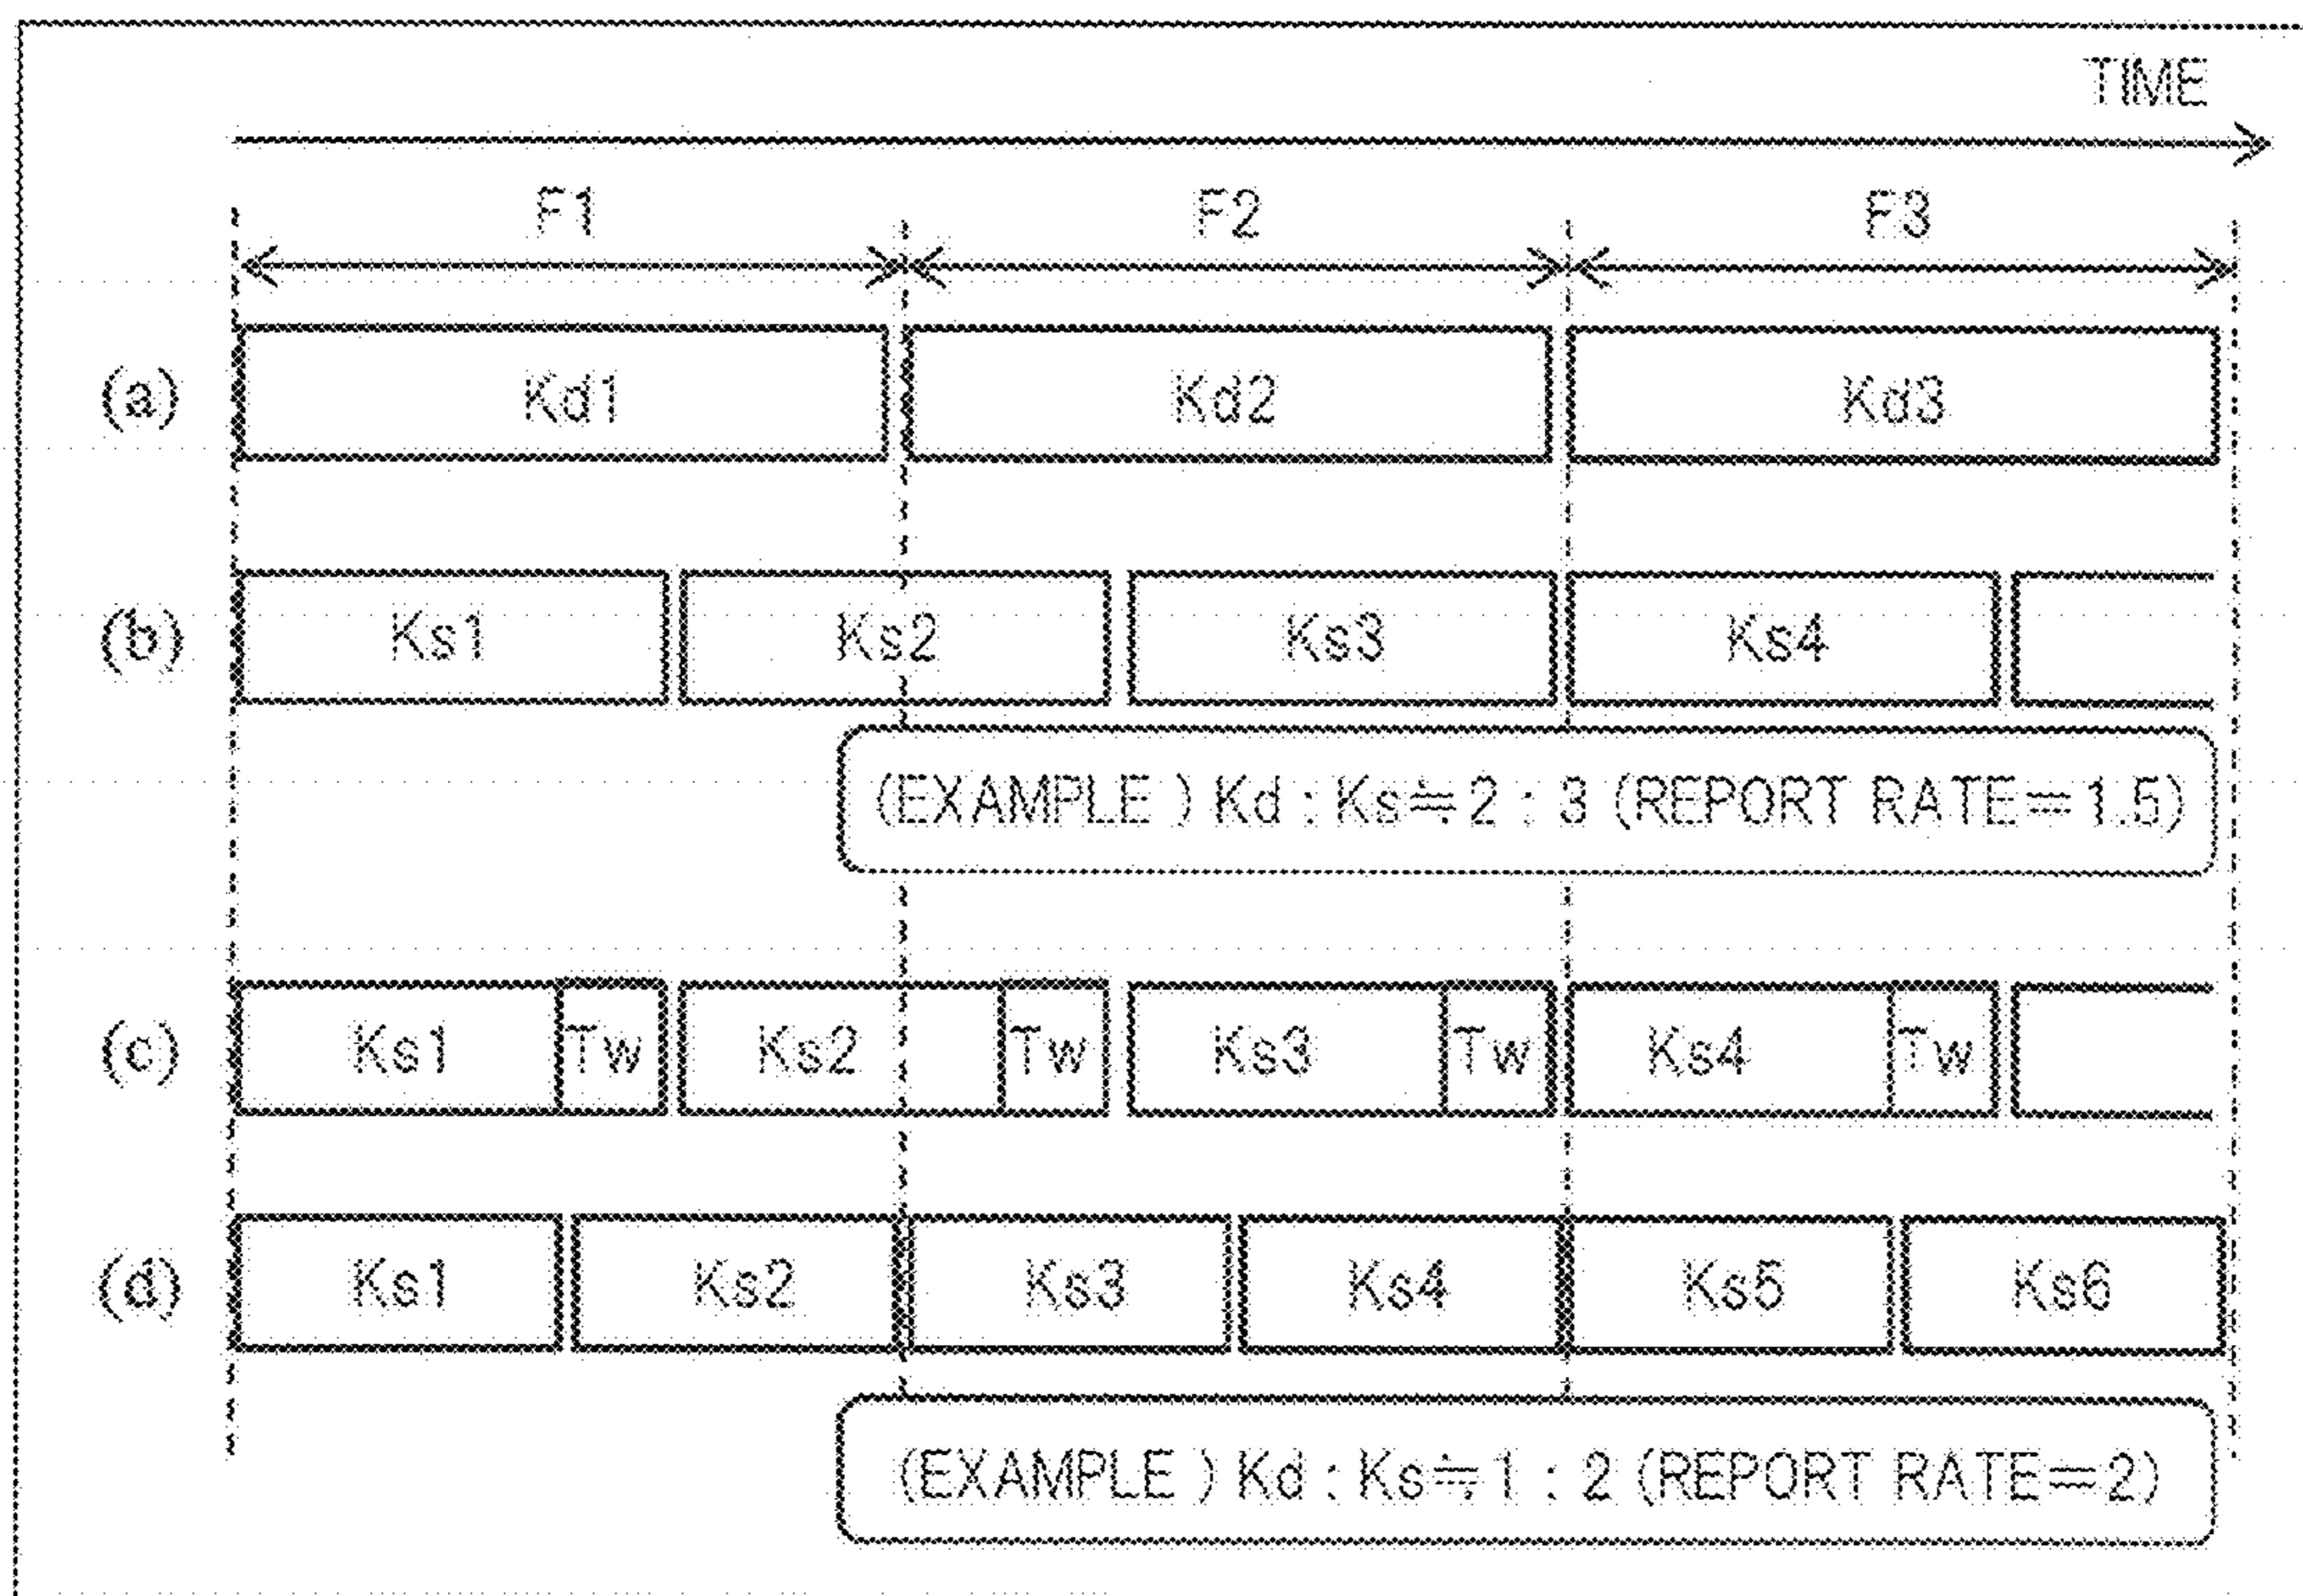 TIME
F1 F2 F3
(a) Kd1 Kd2 Kd3
(b) Ks1 Ks2 Ks3 Ks4
(EXAMPLE) Kd : Ks≒2 : 3 (REPORT RATE=1.5)
(c) Ks1 Tw Ks2 Tw Ks3 Tw Ks4 Tw
(d) Ks1 Ks2 Ks3 Ks4 Ks5 Ks6
(EXAMPLE) Kd : Ks≒1 : 2 (REPORT RATE=2)